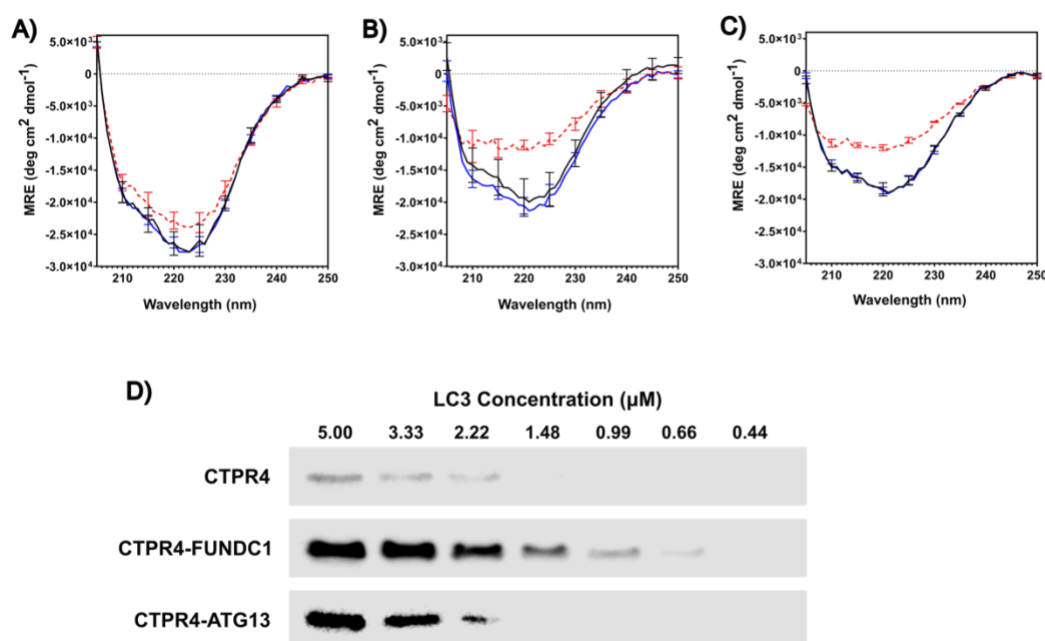 A)
5.0×10³
0
-5.0×10³
-1.0×10⁴
-1.5×10⁴
-2.0×10⁴
-2.5×10⁴
-3.0×10⁴
MRE (deg cm² dmol⁻¹)
210 220 230 240 250
Wavelength (nm)
B)
5.0×10³
0
-5.0×10³
-1.0×10⁴
-1.5×10⁴
-2.0×10⁴
-2.5×10⁴
-3.0×10⁴
MRE (deg cm² dmol⁻¹)
210 220 230 240 250
Wavelength (nm)
C)
5.0×10³
0
-5.0×10³
-1.0×10⁴
-1.5×10⁴
-2.0×10⁴
-2.5×10⁴
-3.0×10⁴
MRE (deg cm² dmol⁻¹)
210 220 230 240 250
Wavelength (nm)
D)
LC3 Concentration (µM)
5.00 3.33 2.22 1.48 0.99 0.66 0.44
CTPR4
CTPR4-FUNDC1
CTPR4-ATG13